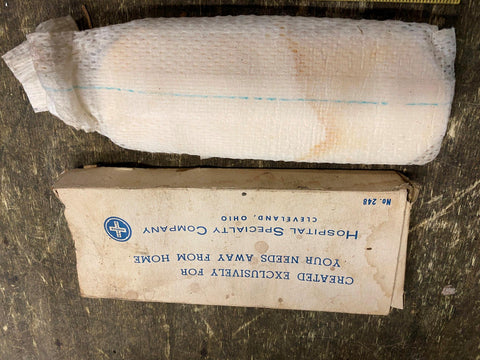 CREATED EXCLUSIVELY FOR
YOUR NEEDS AWAY FROM HOME.
HOSPITAL SPECIALTY COMPANY
CLEVELAND, OHIO
No. 248